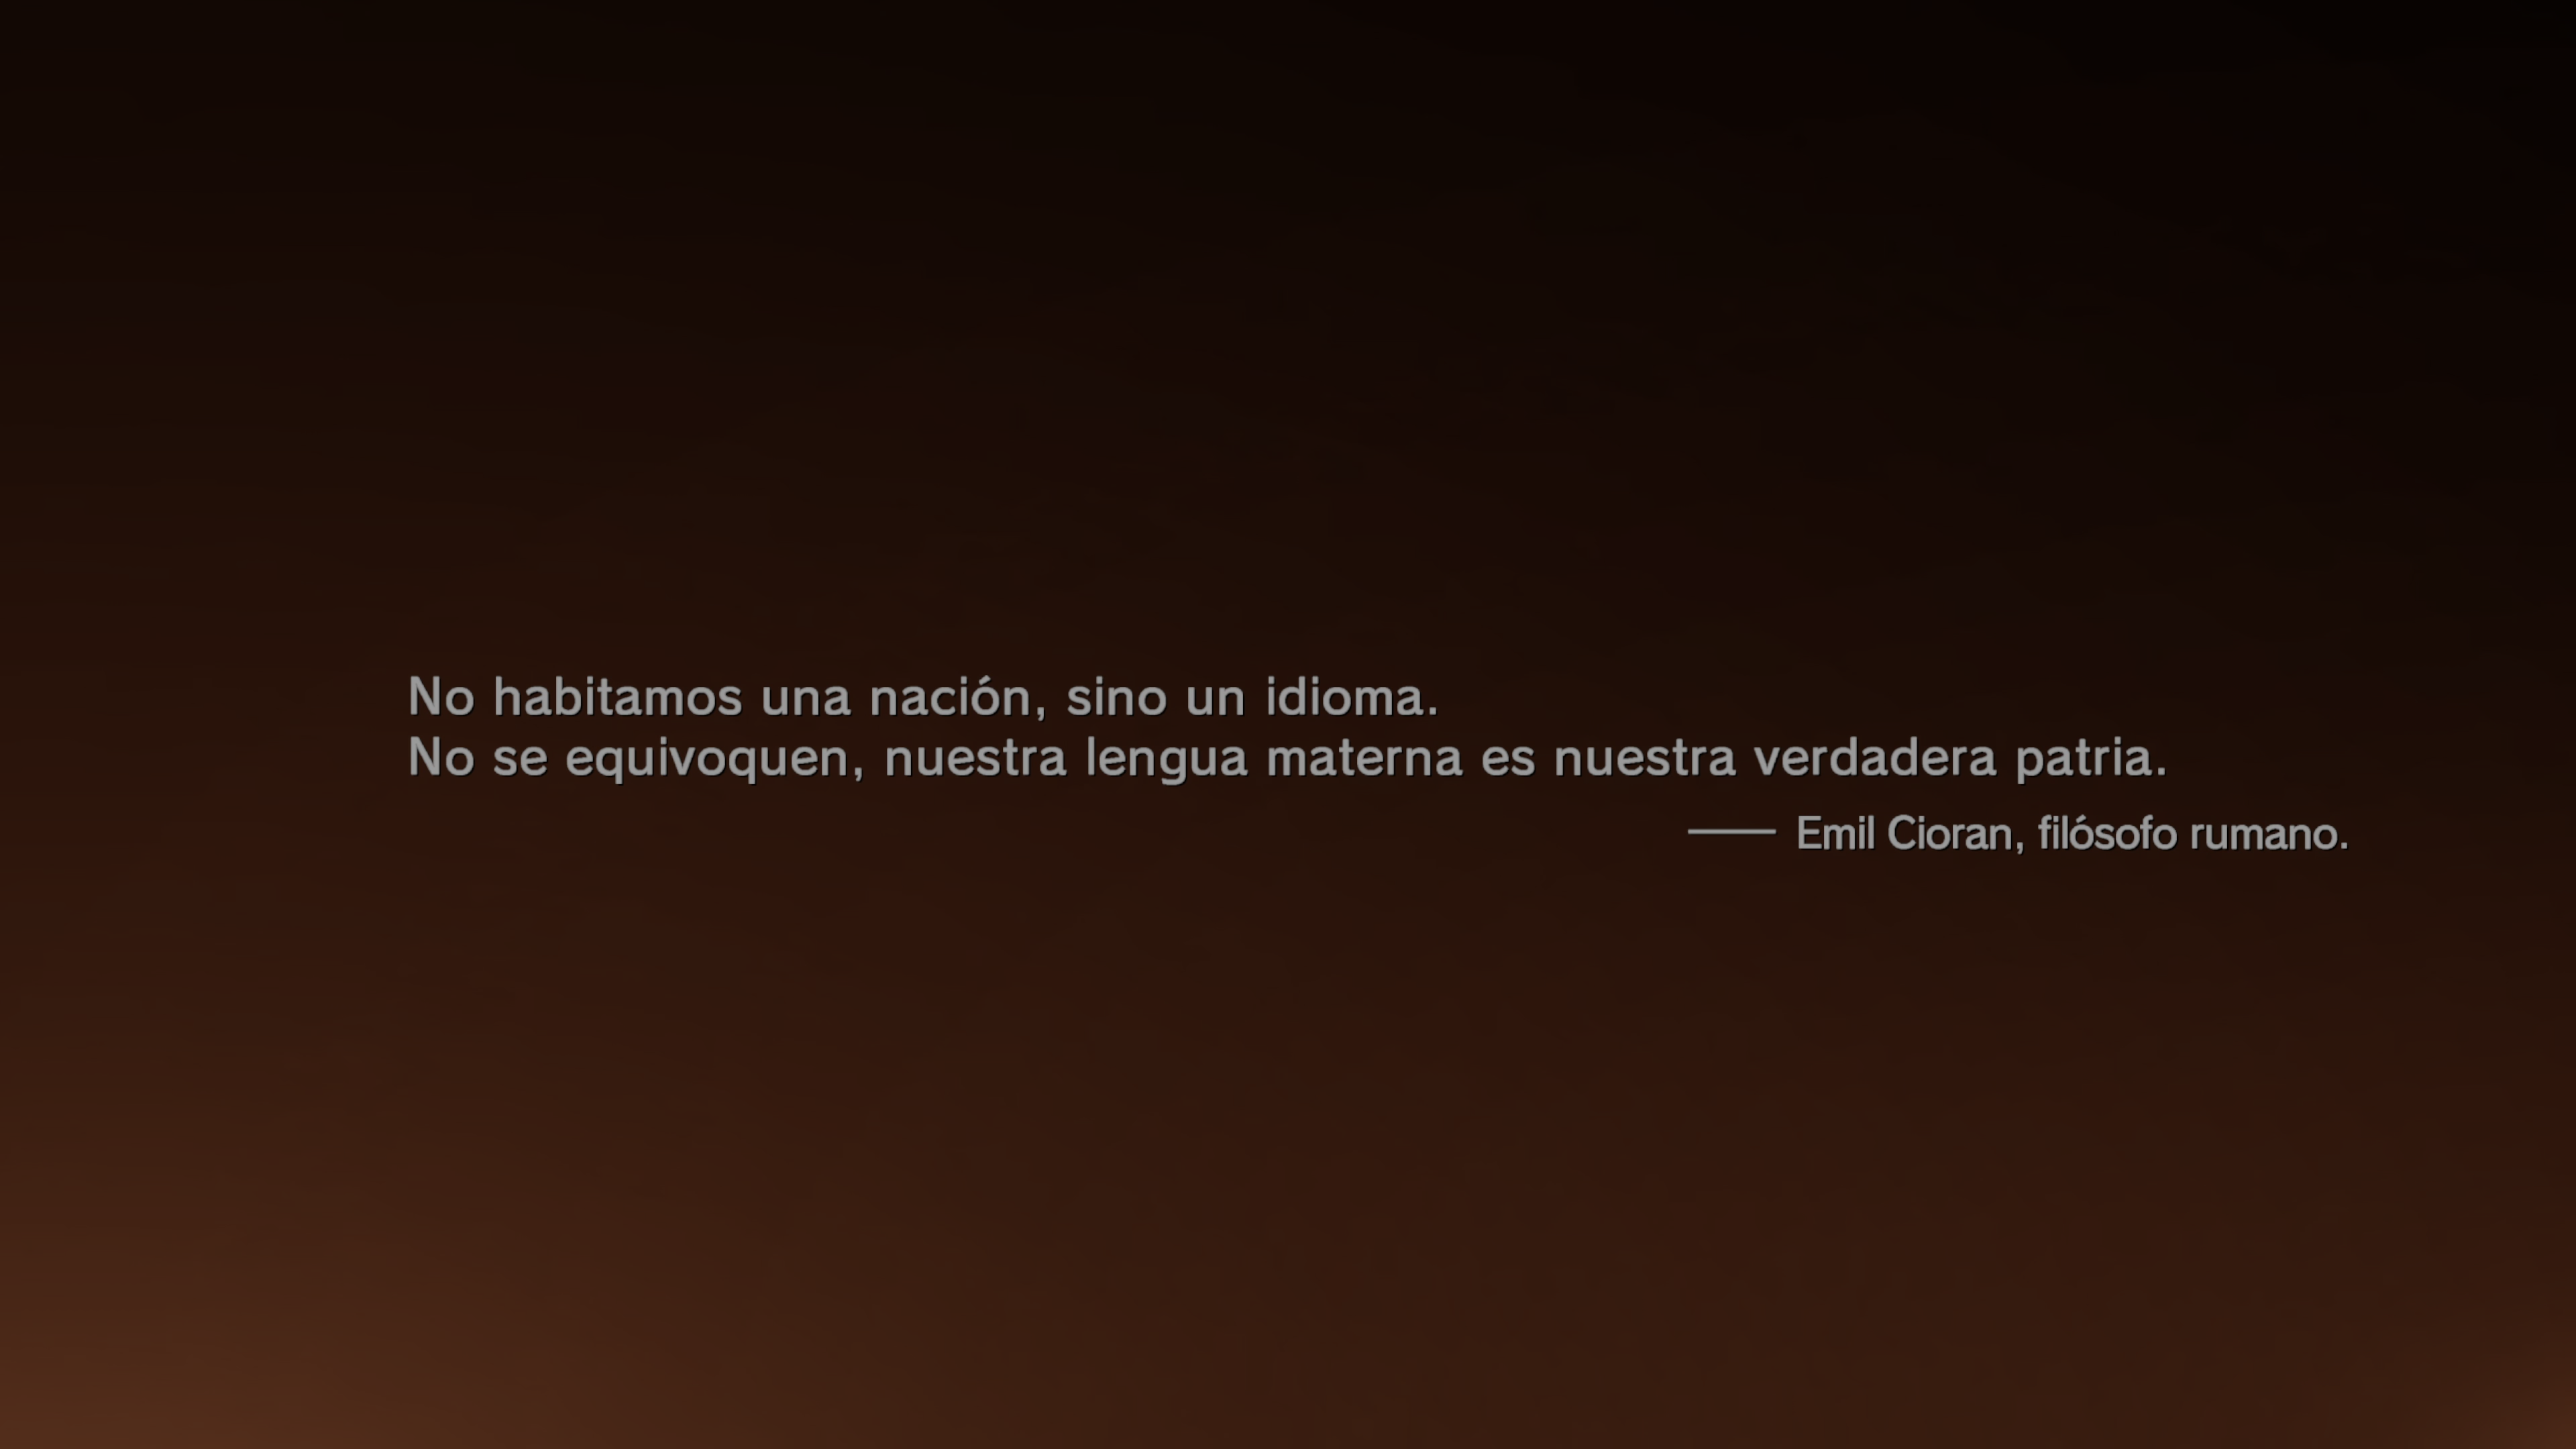 No habitamos una nación, sino un idioma.
No se equivoquen, nuestra lengua materna es nuestra verdadera patria.
—— Emil Cioran, filósofo rumano.